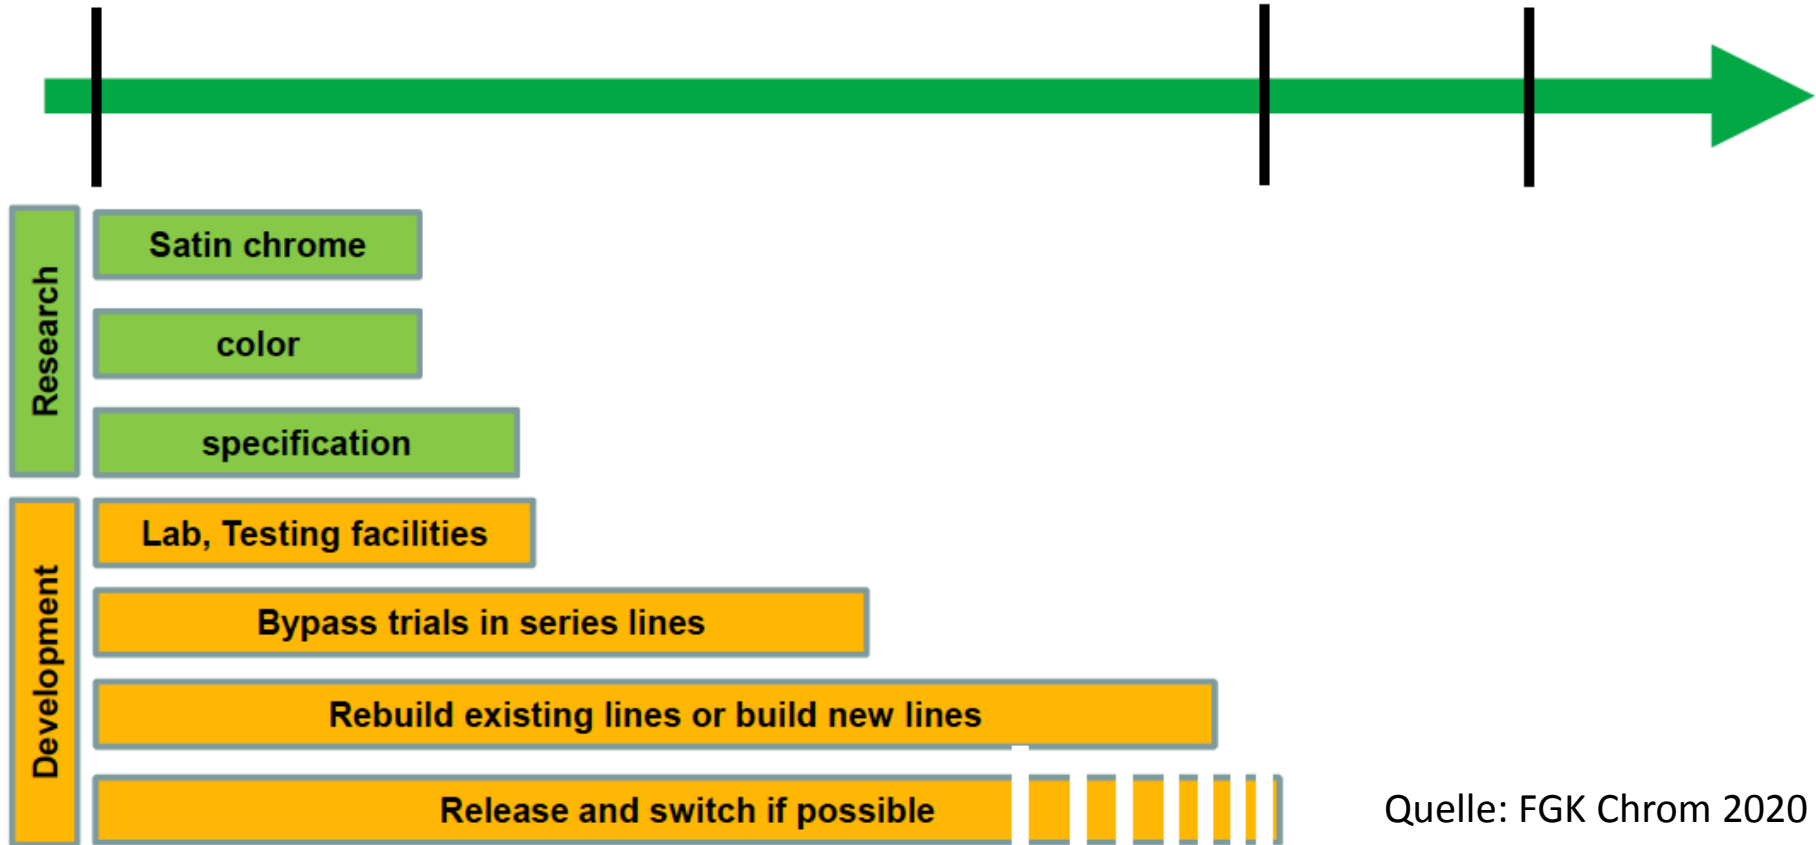 Research
Satin chrome
color
specification
Development
Lab, Testing facilities
Bypass trials in series lines
Rebuild existing lines or build new lines
Release and switch if possible
Quelle: FGK Chrom 2020